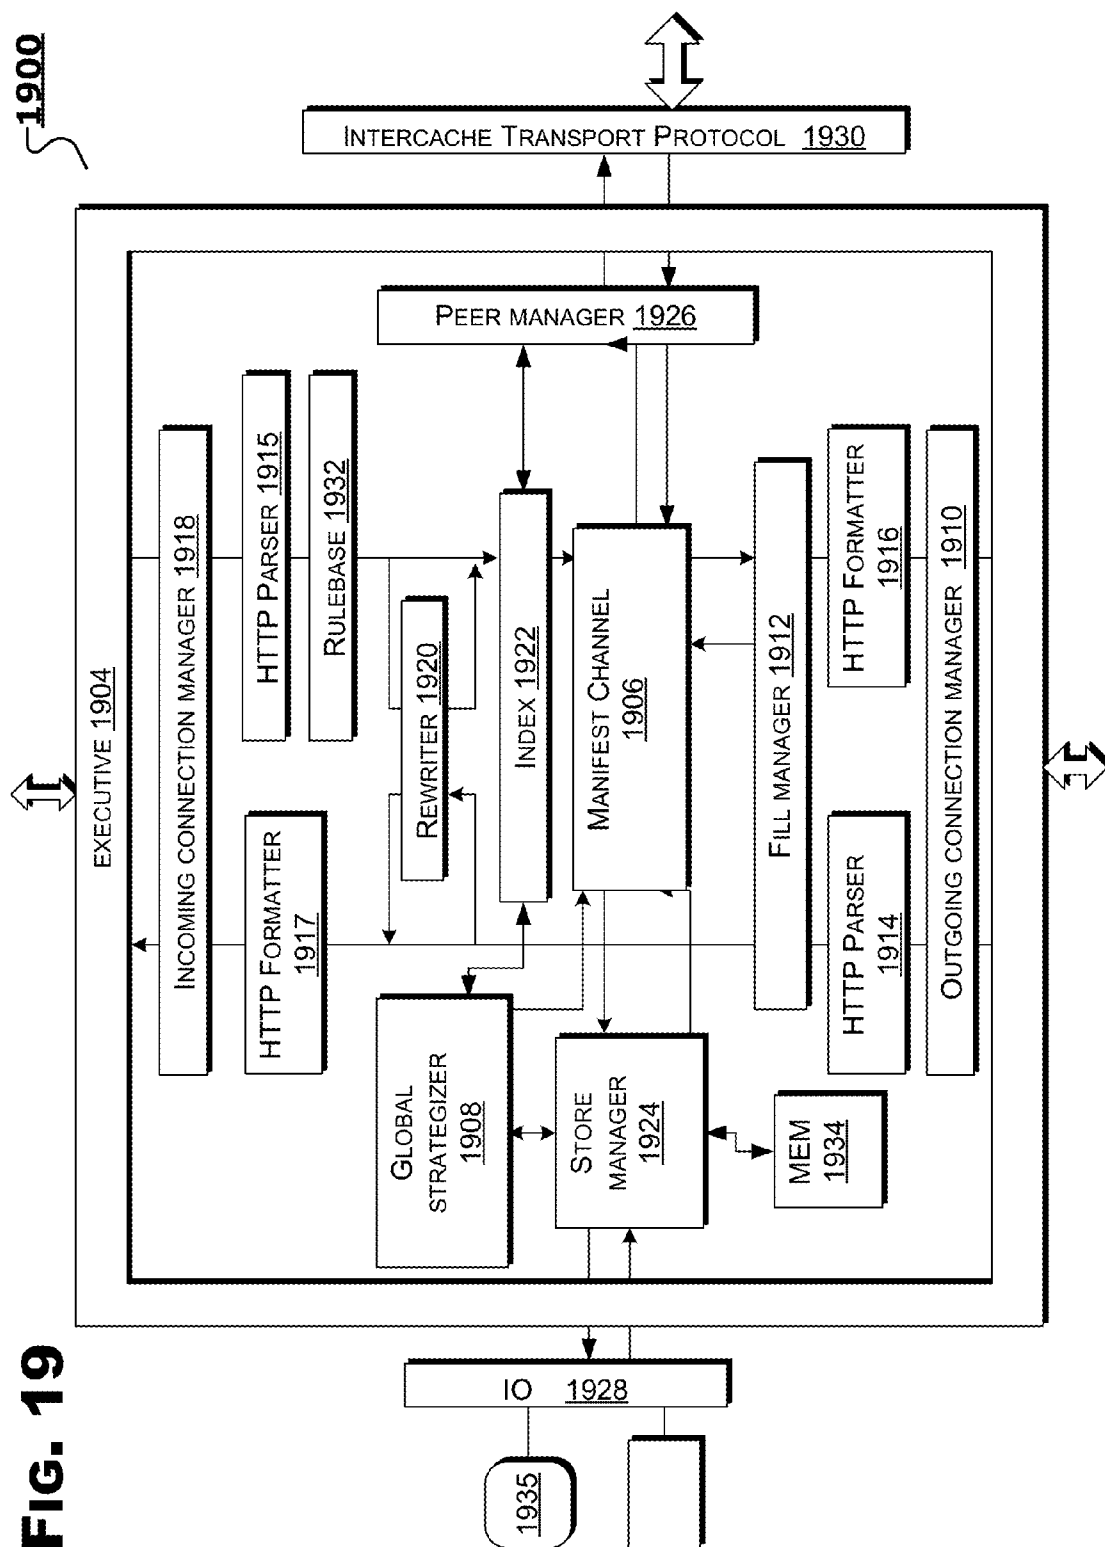 FIG. 19
1900
EXECUTIVE 1904
INCOMING CONNECTION MANAGER 1918
HTTP FORMATTER
1917
HTTP PARSER 1915
RULEBASE 1932
REWRITER 1920
GLOBAL
STRATEGIZER
1908
INDEX 1922
PEER MANAGER 1926
INTERCACHE TRANSPORT PROTOCOL 1930
IO 1928
1935
STORE
MANAGER
1924
MANIFEST CHANNEL
1906
MEM
1934
FILL MANAGER 1912
HTTP PARSER
1914
HTTP FORMATTER
1916
OUTGOING CONNECTION MANAGER 1910